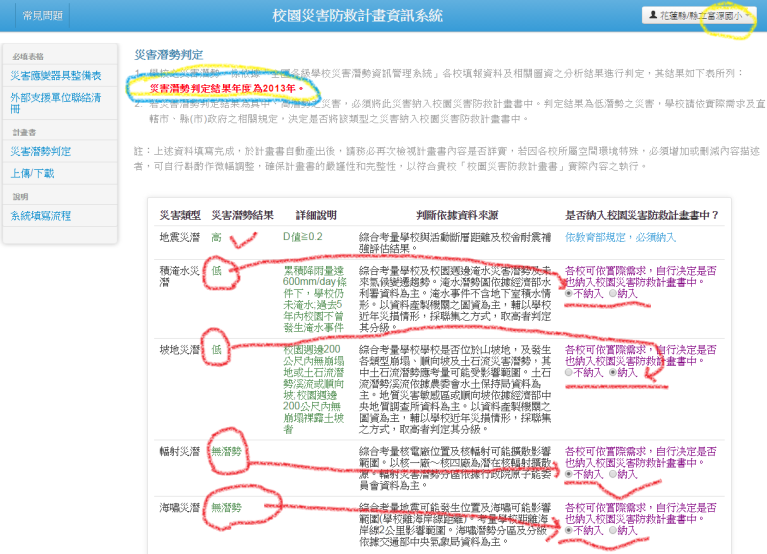 常見問題
校園災害防救計畫資訊系統
花蓮縣/縣立富源國小
必填表格
災害應變器具整備表
外部支援單位聯絡清
冊
計畫書
災害潛勢判定
上傳/下載
說明
系統填寫流程
災害潛勢判定
1. 學校之災害潛勢，係依據「全國各級學校災害潛勢資訊管理系統」各校填報資料及相關圖資之分析結果進行判定，其結果如下表所列：
災害潛勢判定結果年度為2013年。
2. 若災害潛勢判定結果為高中、高潛勢之災害，必須將此災害納入校園災害防救計畫書中。判定結果為低潛勢之災害，學校請依實際需求及直
轄市、縣(市)政府之相關規定，決定是否將該類型之災害納入校園災害防救計畫書中。
註：上述資料填寫完成，於計畫書自動產出後，請務必再次檢視計畫書內容是否詳實，若因各校所屬空間環境特殊，必須增加或刪減內容描述
者，可自行斟酌作微幅調整，確保計畫書的嚴謹性和完整性，以符合貴校「校園災害防救計畫書」實際內容之執行。
災害類型 災害潛勢結果 詳細說明 判斷依據資料來源 是否納入校園災害防救計畫書中？
地震災潛 高 D值≧0.2 綜合考量學校與活動斷層距離及校舍耐震補
強評估結果。 依教育部規定，必須納入
積淹水災
潛 低 累積降雨量達
600mm/day條
件下，學校仍
未淹水;過去5
年內校園不曾
發生淹水事件
綜合考量學校及校園週邊淹水災害潛勢及未
來氣候變遷趨勢。淹水潛勢圖依據經濟部水
利署資料為主。淹水事件不含地下室積水情
形。以資料產製機關之圖資為主，輔以學校
近年災損情形，採聯集之方式，取高者判定
其分級。
各校可依實際需求，自行決定是否
也納入校園災害防救計畫書中。
不納入 納入
坡地災潛 低 校園週邊200
公尺內無崩塌
地或土石流潛
勢溪流或順向
坡;校園週邊
200公尺內無
崩塌裸露土坡
者
綜合考量學校學校是否位於山坡地，及發生
各類型崩塌、順向坡及土石流災害潛勢，其
中土石流潛勢應考量可能受影響範圍。土石
流潛勢溪流依據農委會水土保持局資料為
主。地質災害敏感區或順向坡依據經濟部中
央地質調查所資料為主。以資料產製機關之
圖資為主，輔以學校近年災損情形，採聯集
之方式，取高者判定其分級。
各校可依實際需求，自行決定是否
也納入校園災害防救計畫書中。
不納入 納入
輻射災潛 無潛勢 綜合考量核電廠位置及核輻射可能擴散影響
範圍。以核一廠～核四廠為潛在核輻射擴散
源。輻射災害潛勢分區依據行政院原子能委
員會資料為主。
各校可依實際需求，自行決定是否
也納入校園災害防救計畫書中。
不納入 納入
海嘯災潛 無潛勢 綜合考量地震可能發生位置及海嘯可能影響
範圍(學校離海岸線距離)。考量學校距離海
岸線2公里影響範圍。海嘯潛勢分區及分級
依據交通部中央氣象局資料為主。
各校可依實際需求，自行決定是否
也納入校園災害防救計畫書中。
不納入 納入